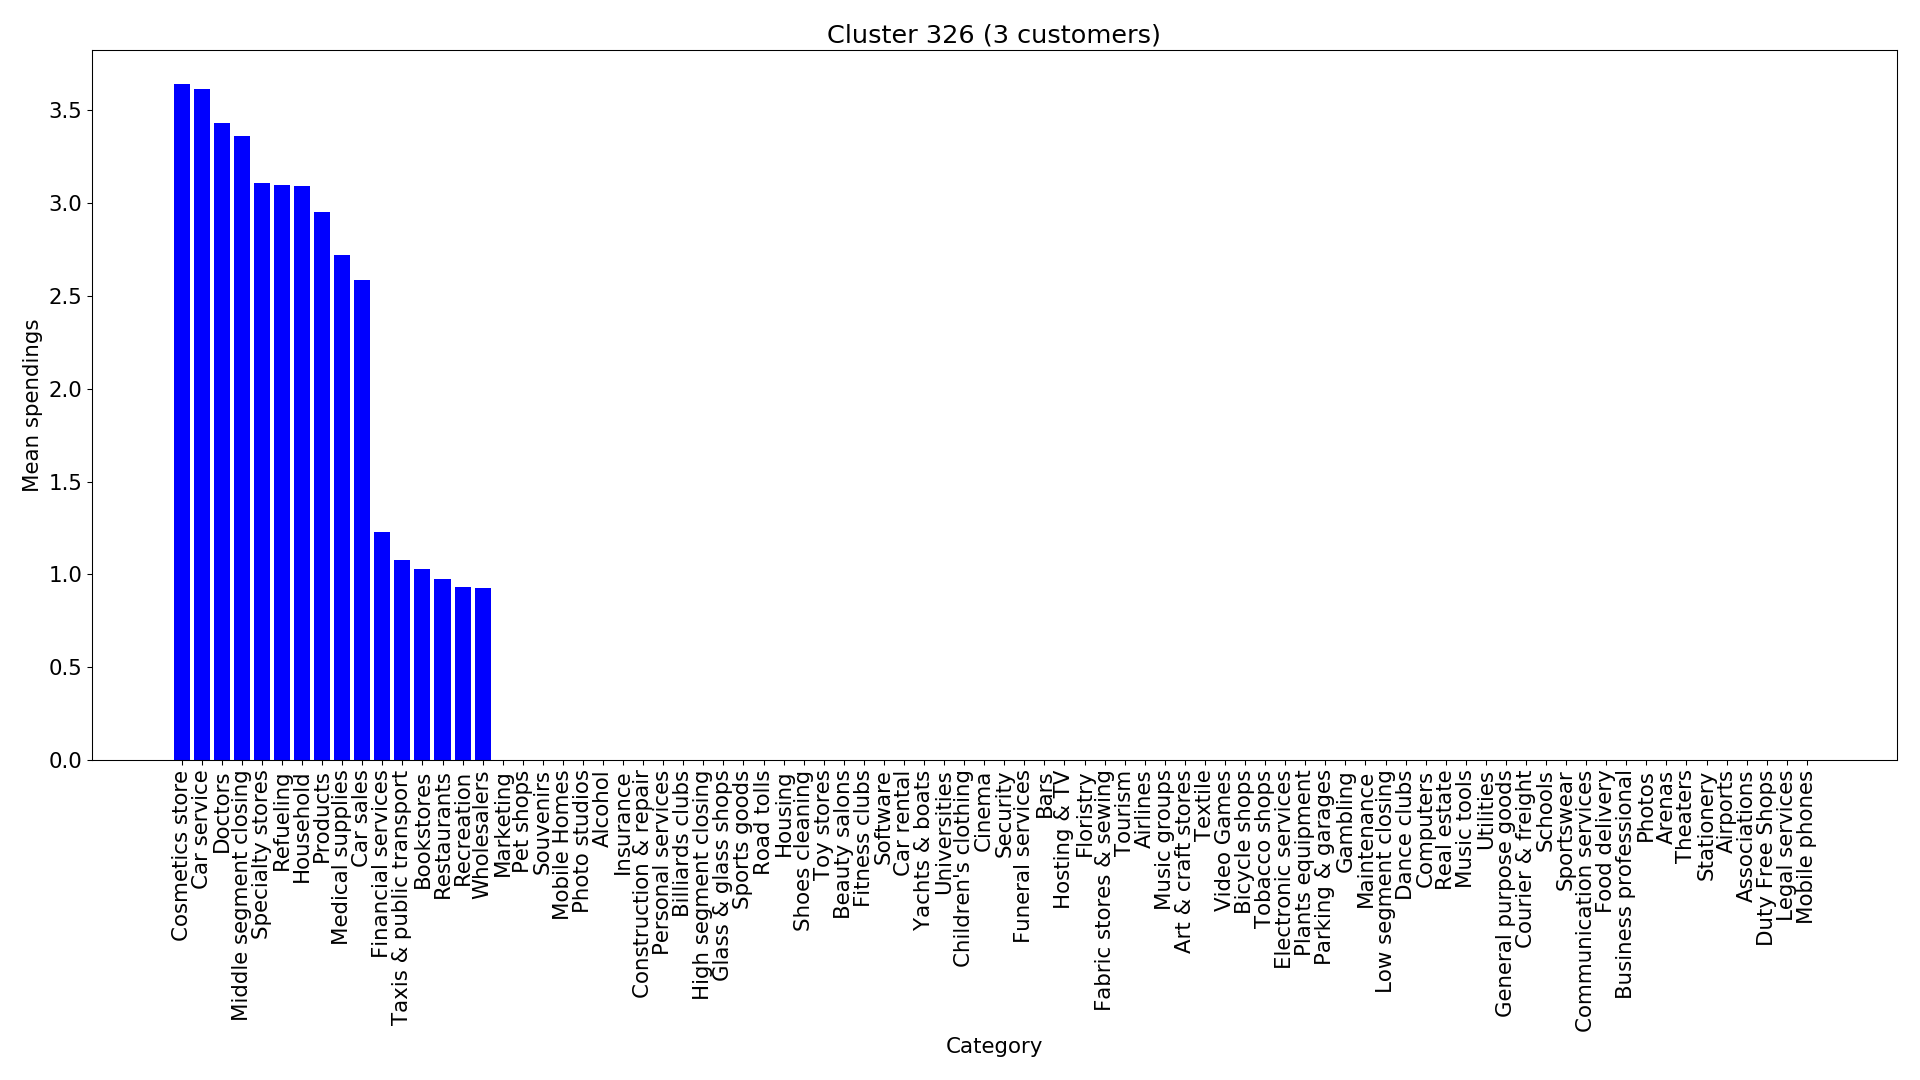 Cluster 326 (3 customers)
Mean spendings
3.5
3.0
2.5
2.0
1.5
1.0
0.5
0.0
Cosmetics store
Car service
Doctors
Middle segment closing
Specialty stores
Refueling
Household
Products
Medical supplies
Car sales
Financial services
Taxis & public transport
Bookstores
Restaurants
Recreation
Wholesalers
Marketing
Pet shops
Souvenirs
Mobile Homes
Photo studios
Alcohol
Insurance
Construction & repair
Personal services
Billiards clubs
High segment closing
Glass & glass shops
Sports goods
Road tolls
Housing
Shoes cleaning
Toy stores
Beauty salons
Fitness clubs
Software
Car rental
Yachts & boats
Universities
Children's clothing
Cinema
Security
Funeral services
Bars
Hosting & TV
Floristry
Fabric stores & sewing
Tourism
Airlines
Music groups
Art & craft stores
Textile
Video Games
Bicycle shops
Tobacco shops
Electronic services
Plants equipment
Parking & garages
Gambling
Maintenance
Low segment closing
Dance clubs
Computers
Real estate
Music tools
Utilities
General purpose goods
Courier & freight
Schools
Sportswear
Communication services
Food delivery
Business professional
Photos
Arenas
Theaters
Stationery
Airports
Associations
Duty Free Shops
Legal services
Mobile phones
Category